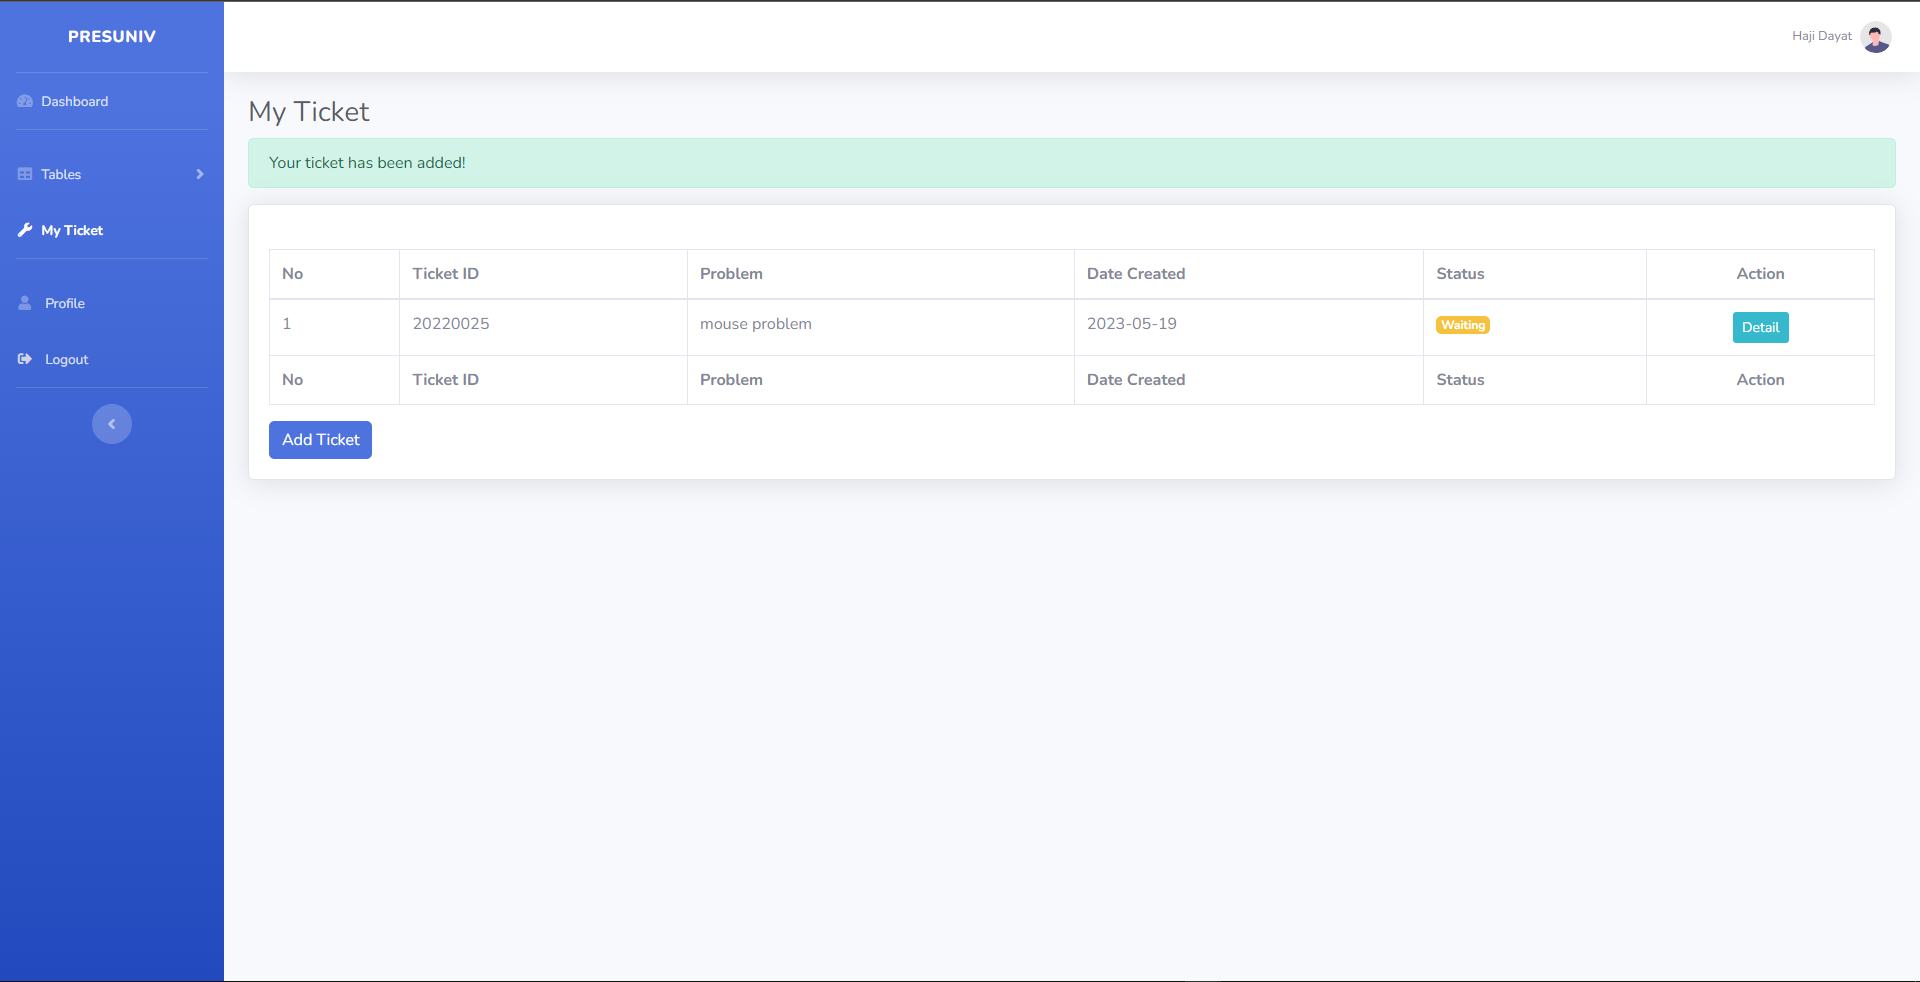 PRESUNIV
Haji Dayat
Dashboard
Tables
My Ticket
Profile
Logout
My Ticket
Your ticket has been added!
No Ticket ID Problem Date Created Status Action
1 20220025 mouse problem 2023-05-19 Waiting Detail
No Ticket ID Problem Date Created Status Action
Add Ticket